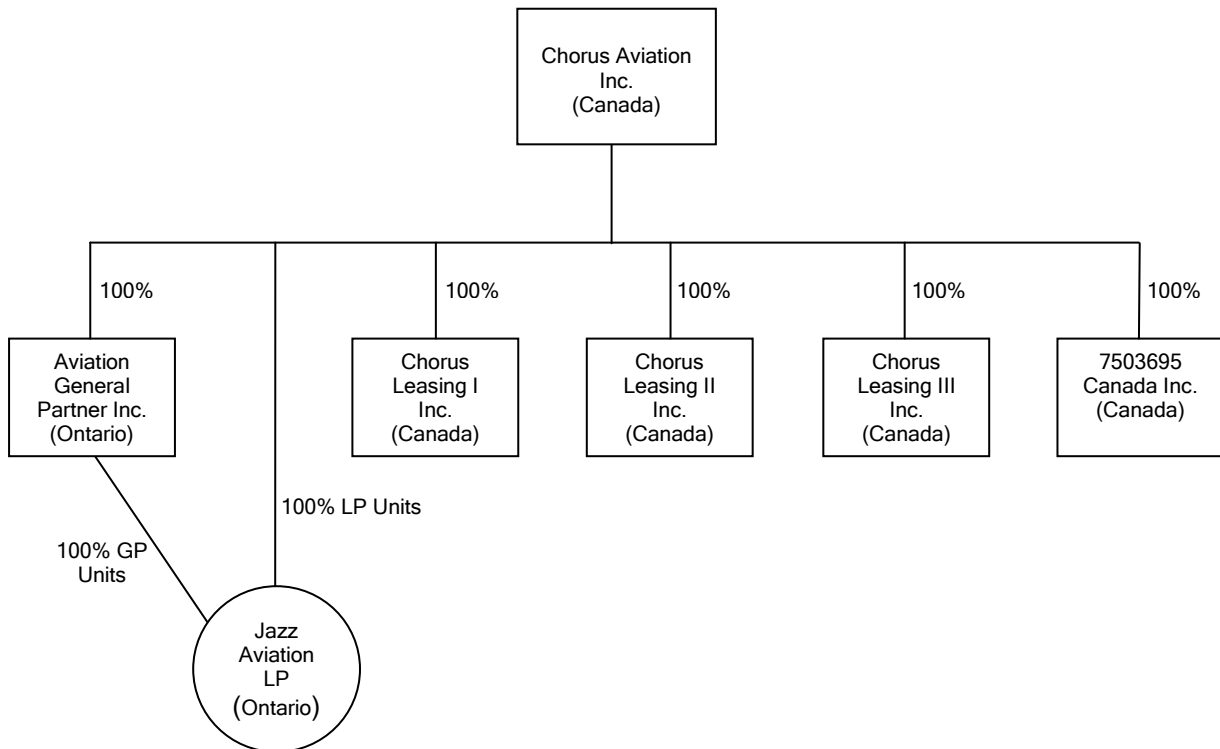 Chorus Aviation
Inc.
(Canada)
100%
100%
100%
100%
100%
Aviation
General
Partner Inc.
(Ontario)
Chorus
Leasing I
Inc.
(Canada)
Chorus
Leasing II
Inc.
(Canada)
Chorus
Leasing III
Inc.
(Canada)
7503695
Canada Inc.
(Canada)
100% LP Units
100% GP
Units
Jazz
Aviation
LP
(Ontario)